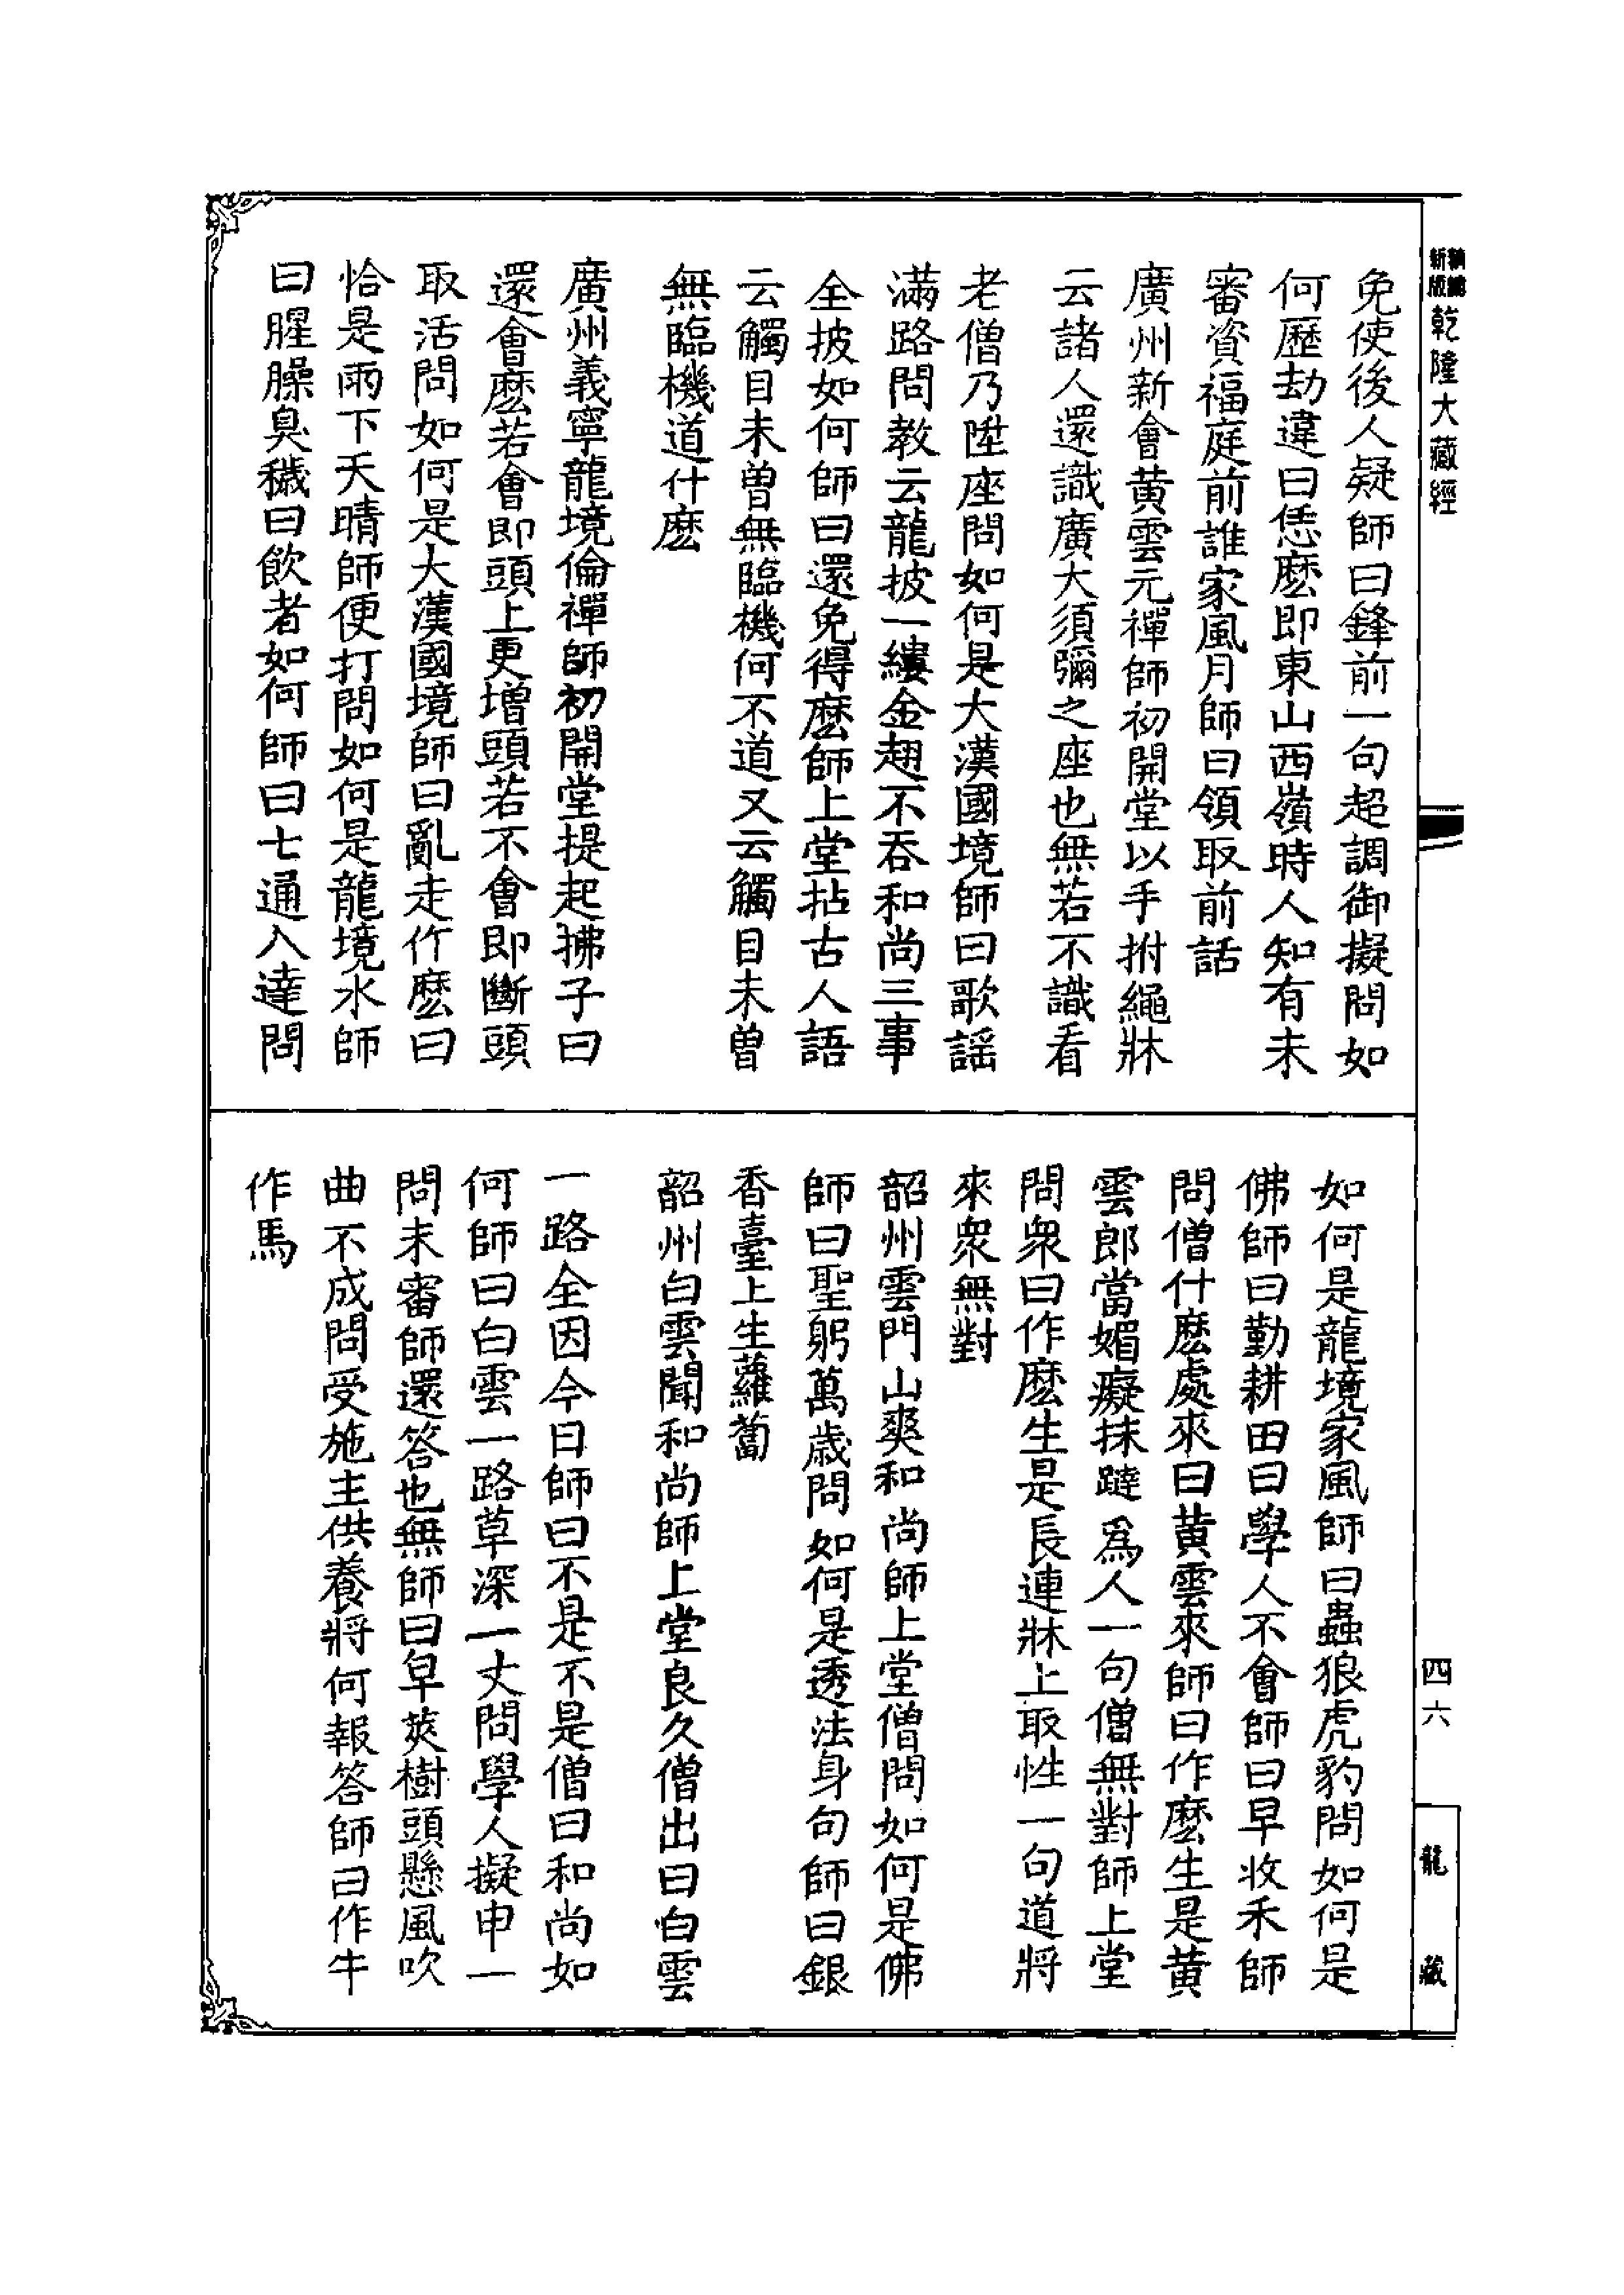 新版
乾隆大藏經
免使後人疑師曰鋒前一句超調御擬問如
何歷劫違曰恁麽即東山西嶺時人知有未
審資福庭前誰家風月師曰領取前話
廣州新會黃雲元禪師初開堂以手拊繩牀
云諸人還識廣大須彌之座也無若不識看
老僧乃陞座問如何是大漢國境師曰歌謡
滿路問教云龍披一縷金翅不吞和尚三事
全披如何師曰還免得麽師上堂拈古人語
云觸目未曽無臨機何不道又云觸目未曽
無臨機道什麽
廣州義寧龍境倫禪師初開堂提起拂子曰
還會麽若會即頭上更增頭若不會即斷頭
取活問如何是大漢國境師曰亂走作麽曰
恰是雨下天晴師便打問如何是龍境水師
曰腥臊臭穢曰飲者如何師曰七通八達問
如何是龍境家風師曰蟲狼虎豹問如何是
佛師曰勤耕田曰學人不會師曰早收禾師
問僧什麽處來曰黃雲來師曰作麽生是黃
雲郎當媚癡抹躂爲人一句僧無對師上堂
問衆曰作麽生是長連牀上取性一句道將
來衆無對
韶州雲門山爽和尚師上堂僧問如何是佛
師曰聖躬萬歲問如何是透法身句師曰銀
香臺上生蘿蔔
韶州白雲聞和尚師上堂良久僧出曰白雲
一路全因今日師曰不是不是僧曰和尚如
何師曰白雲一路草深一丈問學人擬申一
問未審師還答也無師曰皁莢樹頭懸風吹
曲不成問受施主供養將何報答師曰作牛
作馬
四六
龍藏